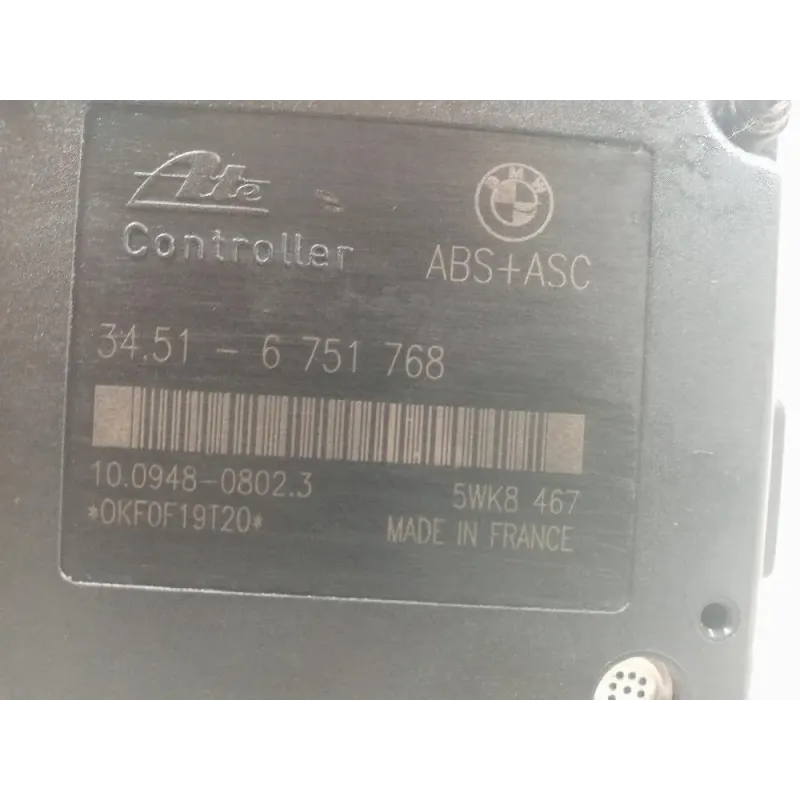 Ate
BMW
Controller
ABS+ASC
34.51 - 6 751 768
10.0948-0802.3
5WK8 467
*0KF0F19T20*
MADE IN FRANCE